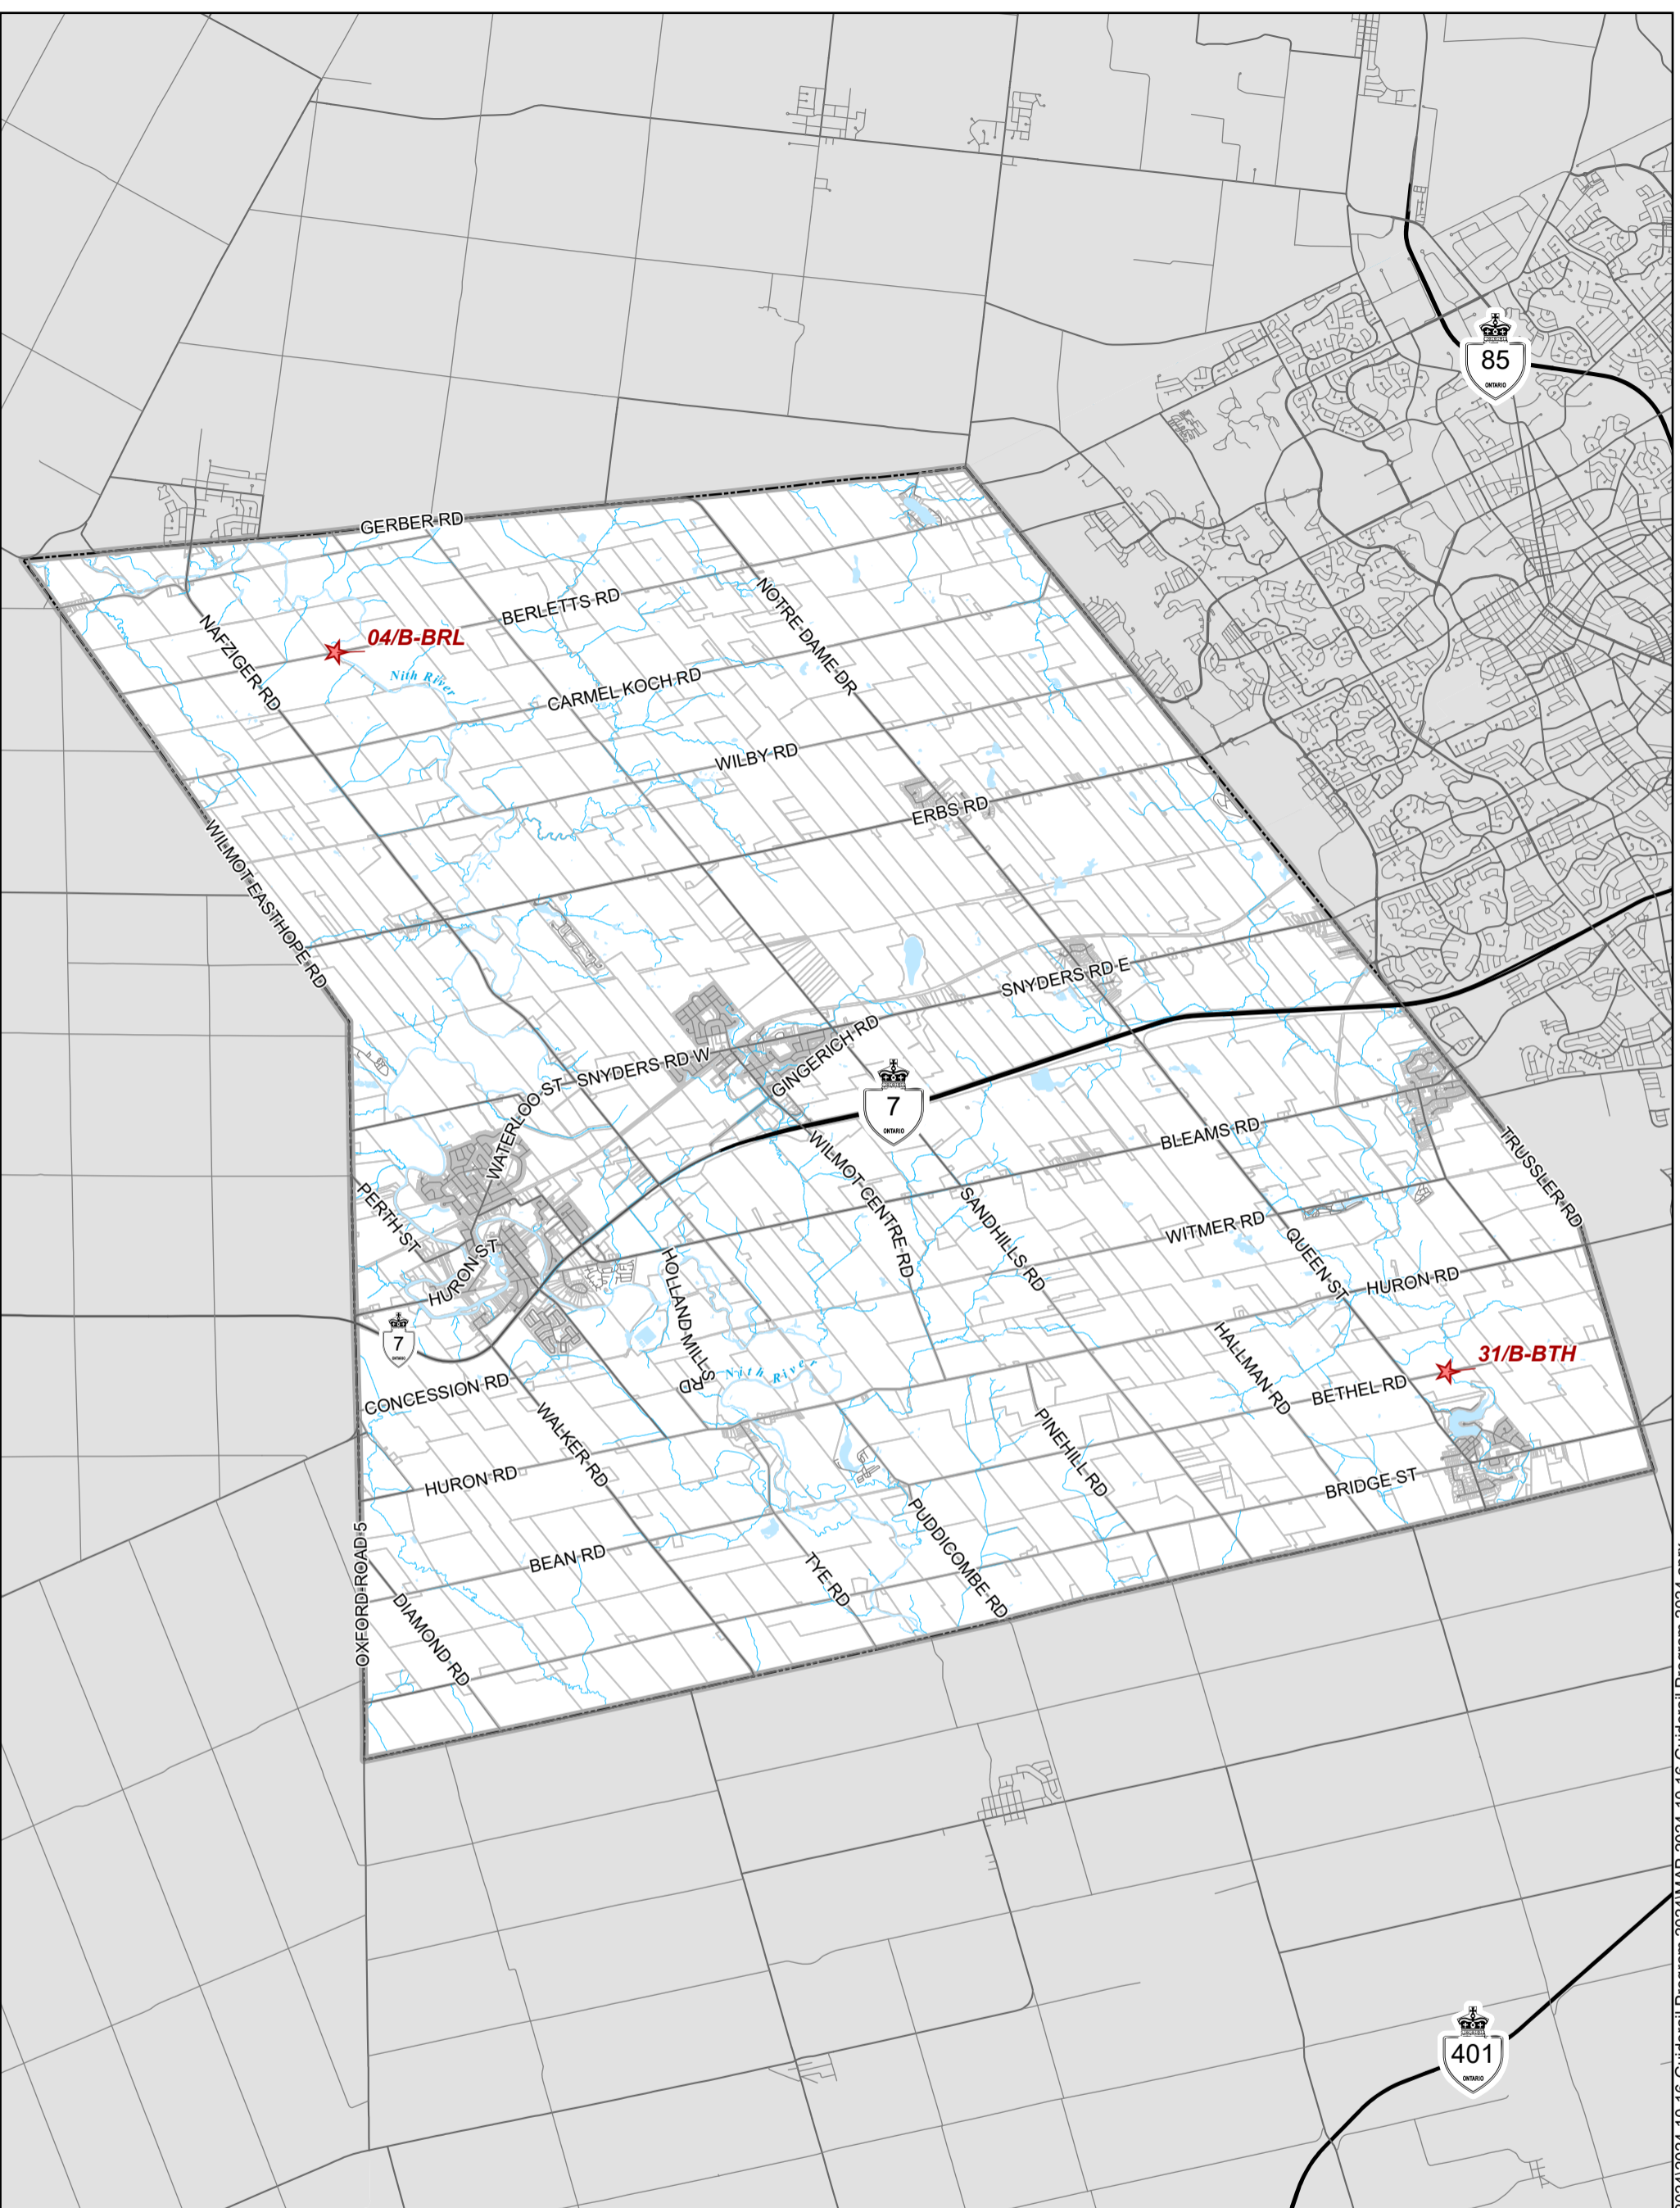 85
ONTARIO
GERBER RD
BERLETTS RD
NOTRE-DAME-DR
NAFZIGER RD
04/B-BRL
Nith River
CARMEL-KOCH RD
WILBY RD
ERBS RD
WILMOT-EASTHOPE RD
SNYDERS RD E
GINGERICH RD
SNYDERS RD W
WATERLOO ST
7
ONTARIO
BLEAMS RD
WILMOT-CENTRE RD
TRUSSLER RD
PERTH ST
SANDHILLS RD
WITMER RD
QUEEN ST
HURON ST
HOLLAND MILLS RD
HURON RD
7
ONTARIO
Nith River
HALLMAN RD
31/B-BTH
CONCESSION RD
BETHEL RD
WALKER RD
PINEHILL RD
HURON RD
BRIDGE ST
PUDDICOMBE RD
OXFORD ROAD 5
BEAN RD
TYE RD
DIAMOND RD
401
ONTARIO